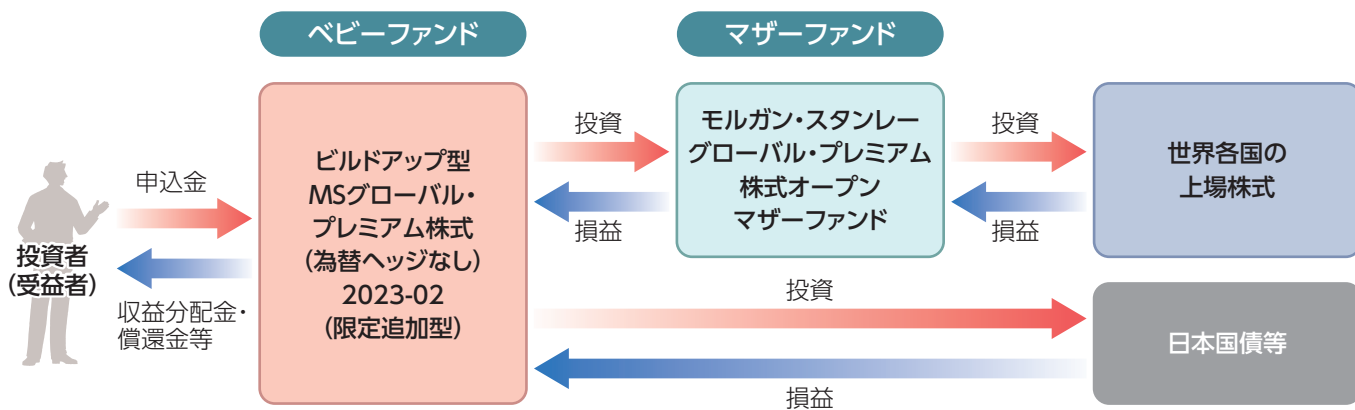 ベビーファンド
マザーファンド
投資者
(受益者)
申込金
収益分配金・
償還金等
ビルドアップ型
MSグローバル・
プレミアム株式
(為替ヘッジなし)
2023-02
(限定追加型)
投資
損益
モルガン・スタンレー
グローバル・プレミアム
株式オープン
マザーファンド
投資
損益
世界各国の
上場株式
投資
損益
日本国債等